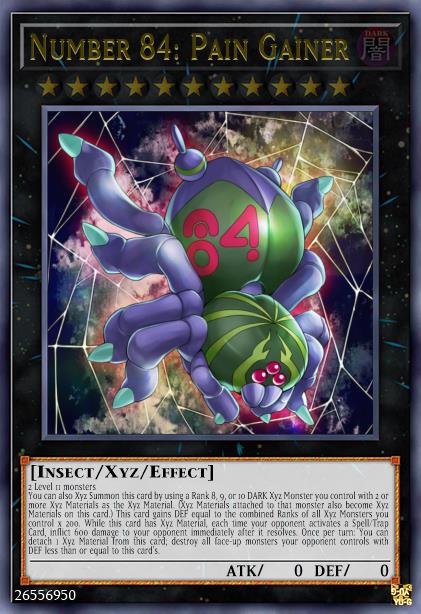 Number 84: Pain Gainer
DARK
闇
84
[Insect/Xyz/Effect]
2 Level 11 monsters
You can also Xyz Summon this card by using a Rank 8, 9, or 10 DARK Xyz Monster you control with 2 or
more Xyz Materials as the Xyz Material. (Xyz Materials attached to that monster also become Xyz
Materials on this card.) This card gains DEF equal to the combined Ranks of all Xyz Monsters you
control x 200. While this card has Xyz Material, each time your opponent activates a Spell/Trap
Card, inflict 600 damage to your opponent immediately after it resolves. Once per turn: You can
detach 1 Xyz Material from this card; destroy all face-up monsters your opponent controls with
DEF less than or equal to this card's.
ATK/ 0 DEF/ 0
26556950